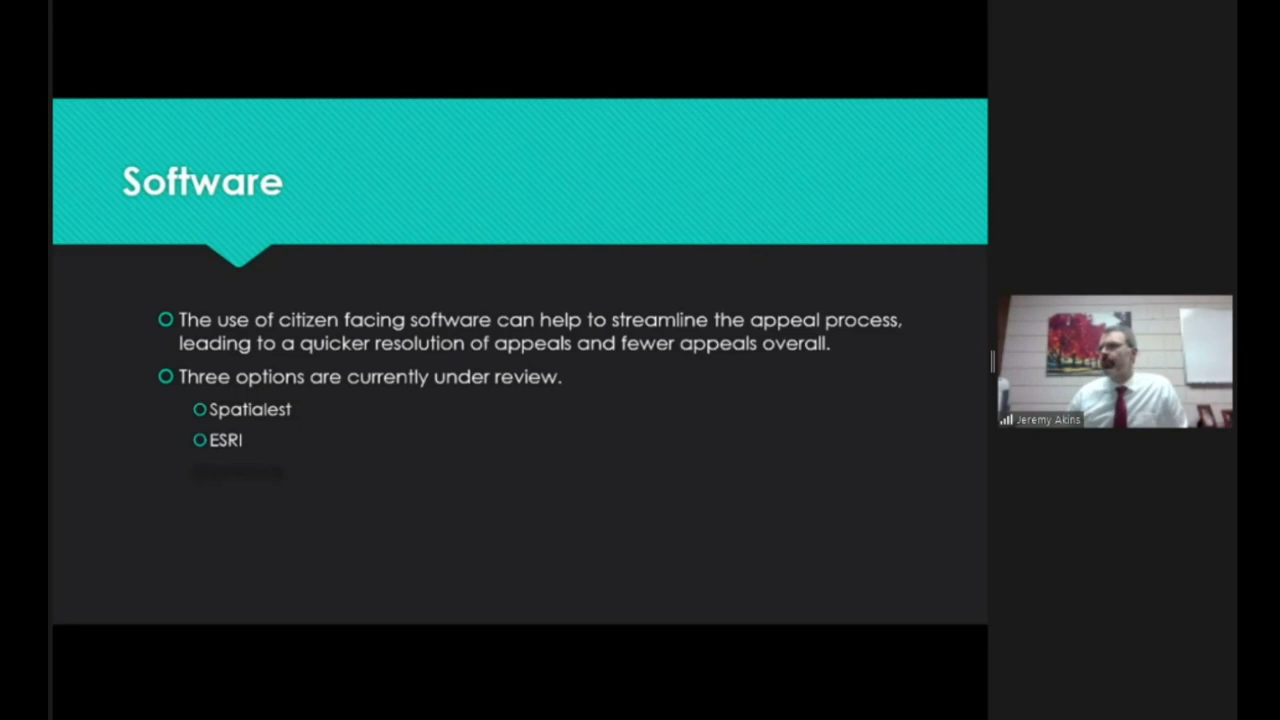 Software
The use of citizen facing software can help to streamline the appeal process,
leading to a quicker resolution of appeals and fewer appeals overall.
Three options are currently under review.
Spatialest
ESRI
Jeremy Akins